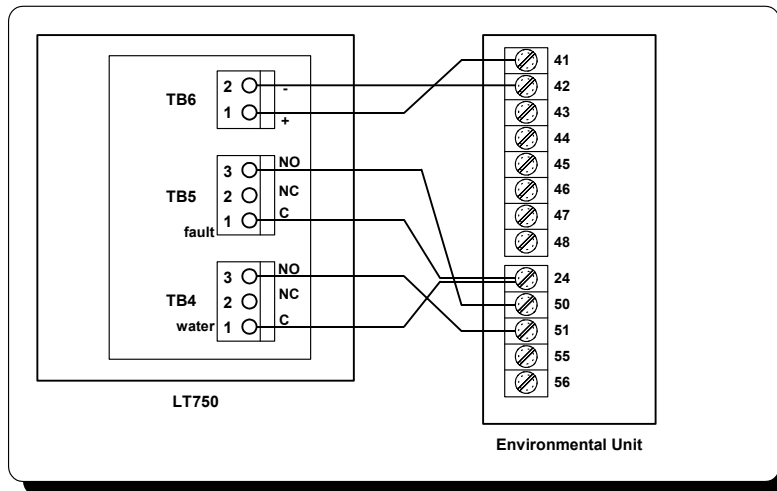 TB6
2 -
1 +
TB5
3 NO
2 NC
1 C
fault
TB4
3 NO
2 NC
water 1 C
LT750
41
42
43
44
45
46
47
48
24
50
51
55
56
Environmental Unit